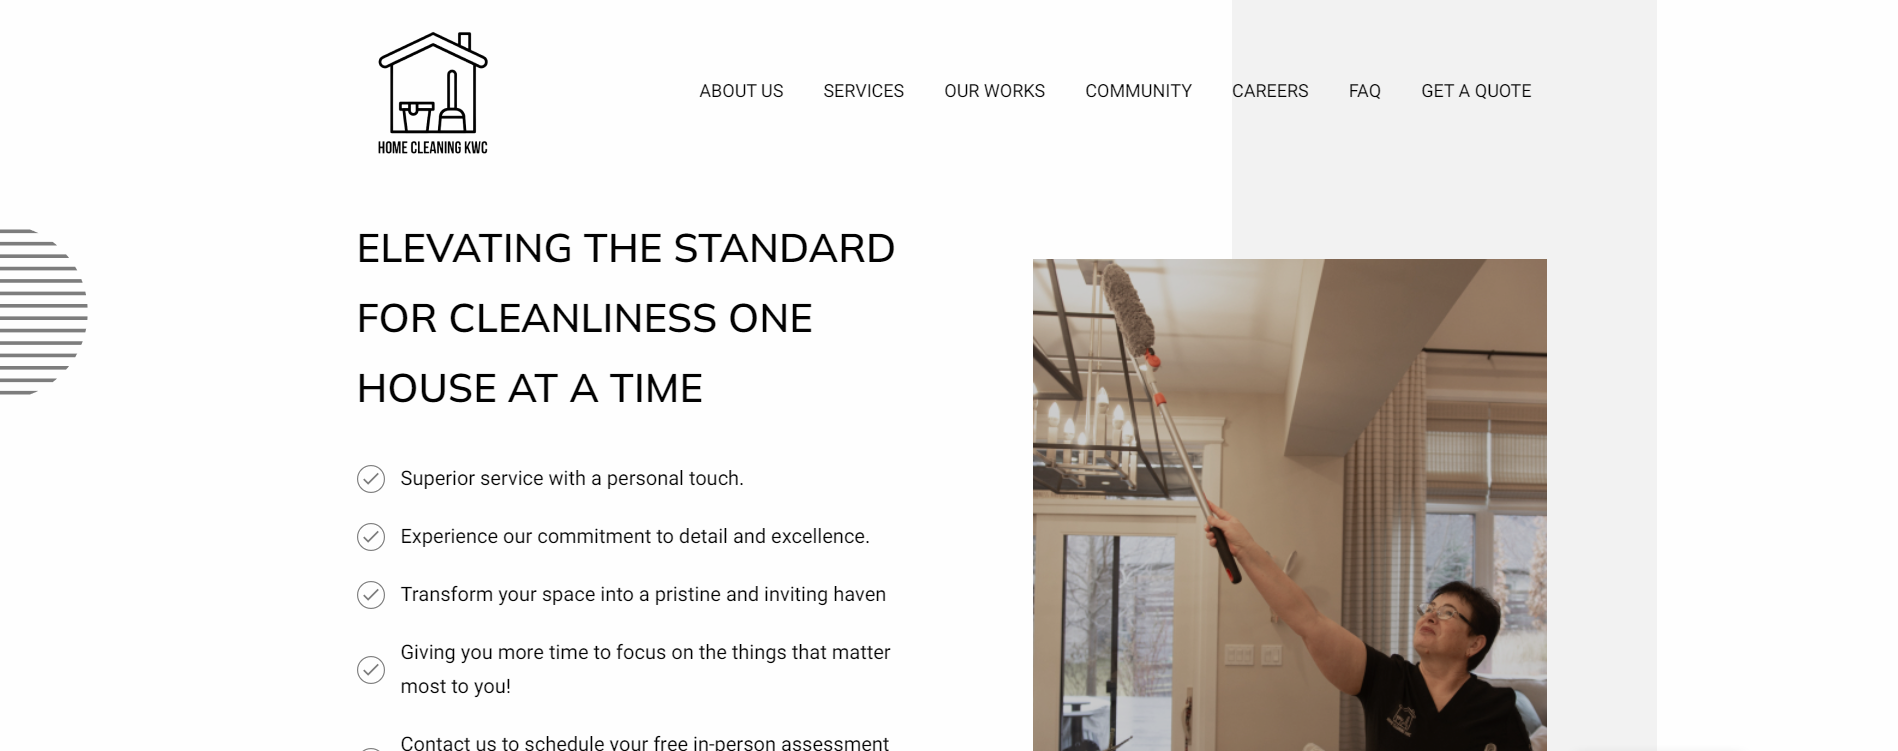 HOME CLEANING KWC
ABOUT US SERVICES OUR WORKS COMMUNITY CAREERS FAQ GET A QUOTE
ELEVATING THE STANDARD
FOR CLEANLINESS ONE
HOUSE AT A TIME
Superior service with a personal touch.
Experience our commitment to detail and excellence.
Transform your space into a pristine and inviting haven
Giving you more time to focus on the things that matter
most to you!
Contact us to schedule your free in-person assessment